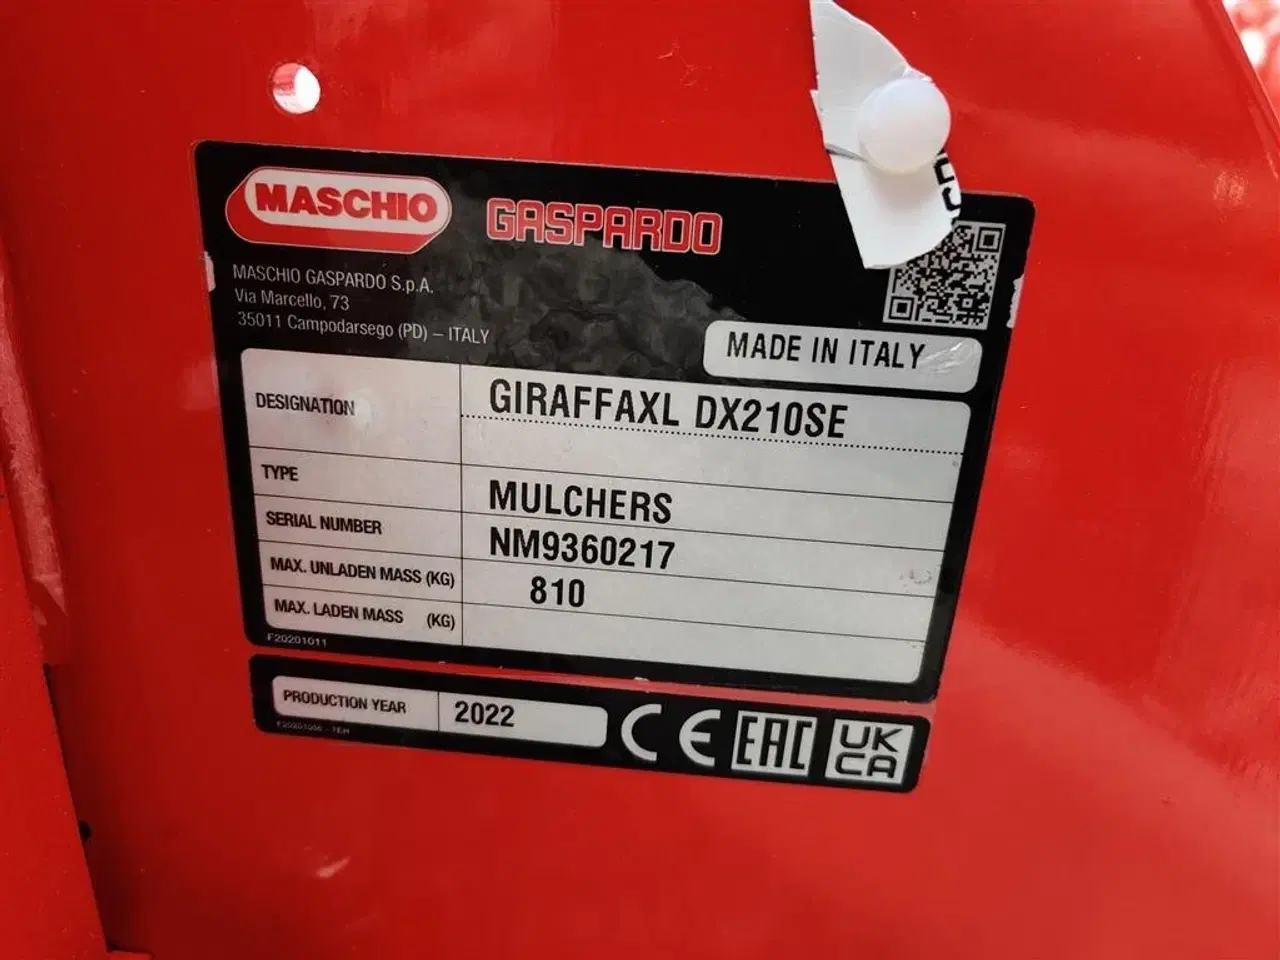 MASCHIO
GASPARDO
MASCHIO GASPARDO S.p.A.
Via Marcello, 73
35011 Campodarsego (PD) – ITALY
MADE IN ITALY
DESIGNATION GIRAFFAXL DX210SE
TYPE MULCHERS
SERIAL NUMBER NM9360217
MAX. UNLADEN MASS (KG) 810
MAX. LADEN MASS (KG)
F20201011
PRODUCTION YEAR 2022
CE EAC UK
CA